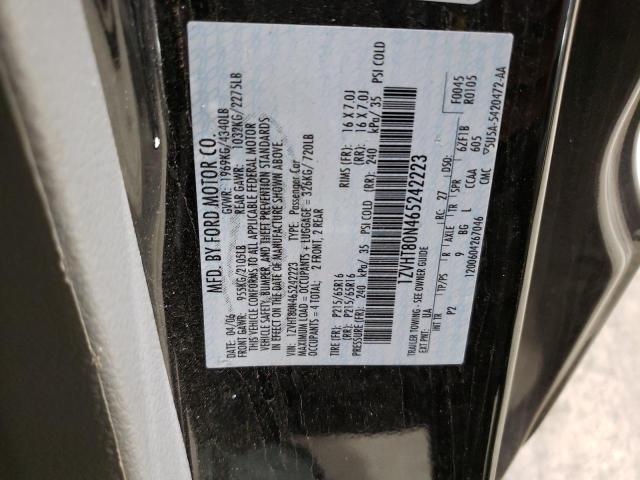 MFD. BY FORD MOTOR CO.
DATE: 04/06 GVWR: 1969KG/4340LB
FRONT GAWR: 955KG/2105LB REAR GAWR: 1032KG/2275LB
THIS VEHICLE CONFORMS TO ALL APPLICABLE FEDERAL MOTOR
VEHICLE SAFETY, BUMPER, AND THEFT PREVENTION STANDARDS
IN EFFECT ON THE DATE OF MANUFACTURE SHOWN ABOVE.
VIN: 1ZVHT80N465242223 TYPE: Passenger Car
MAXIMUM LOAD = OCCUPANTS + LUGGAGE = 326KG / 720LB
OCCUPANTS = 4 TOTAL: 2 FRONT, 2 REAR
TIRE(FR): P215/65R16 RIMS (FR): 16 X 7.0J
(RR): P215/65R16 (RR): 16 X 7.0J
PRESSURE (FR): 240 kPa/ 35 PSI COLD (RR): 240 kPa/ 35 PSI COLD
1ZVHT80N465242223
TRAILER TOWING - SEE OWNER GUIDE F0045
EXT PNT: UA RC: 27 DSO: 62F1B R0105
INT TR TP/PS R AXLE TR SPR 605
P2 9 BG L CCAA
1200604267046 CMC ▽5U5A-5420472-AA